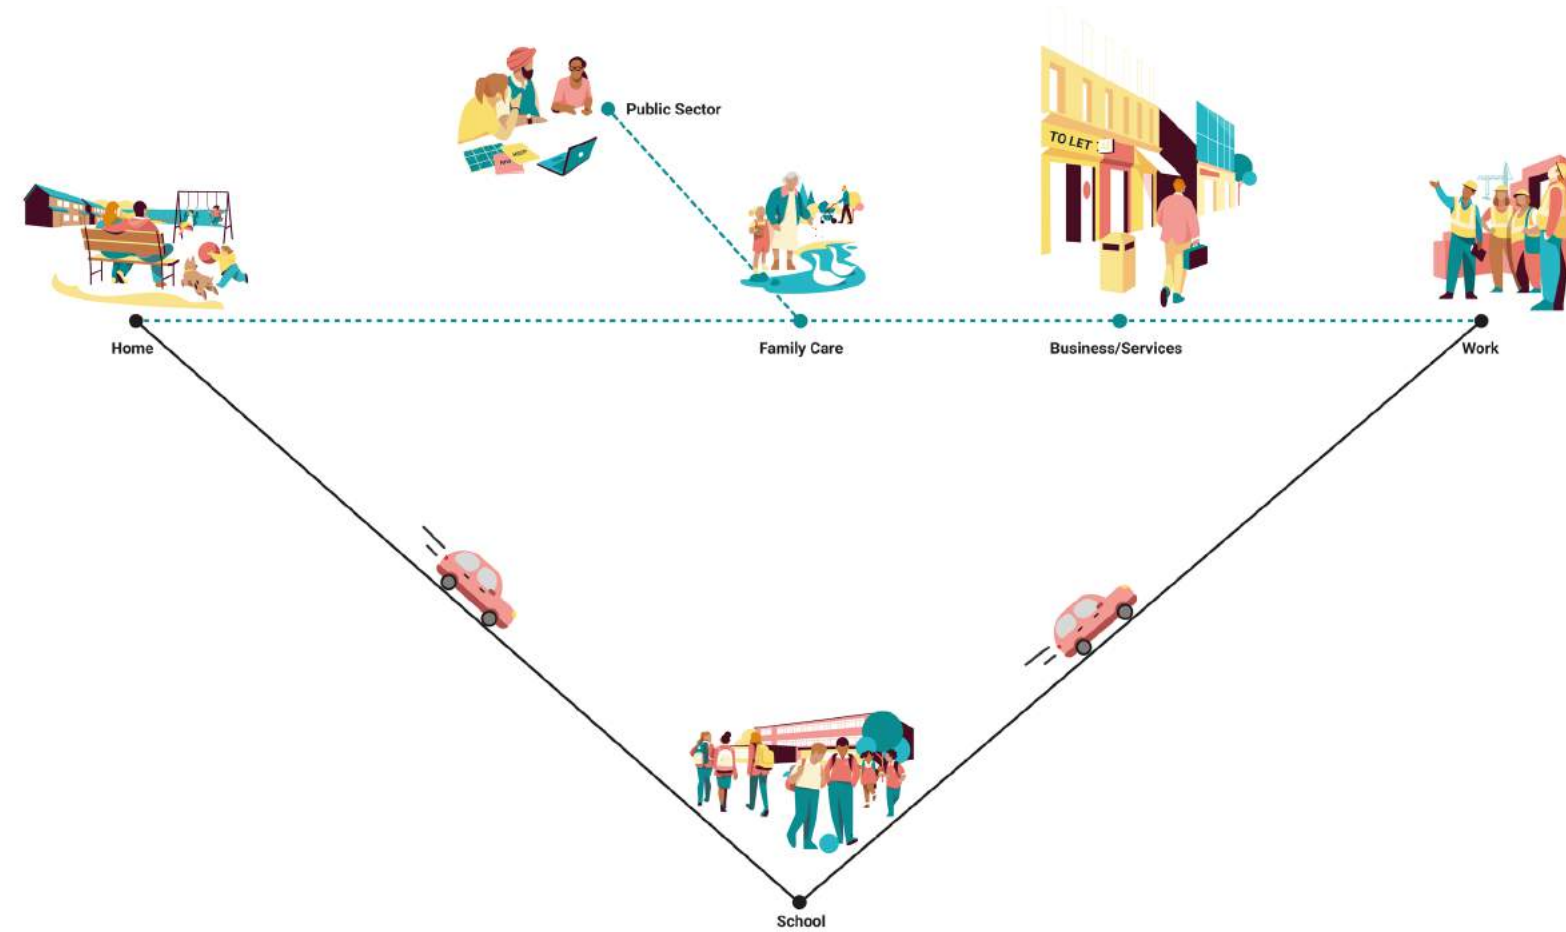 Public Sector
TO LET
Home
Family Care
Business/Services
Work
School